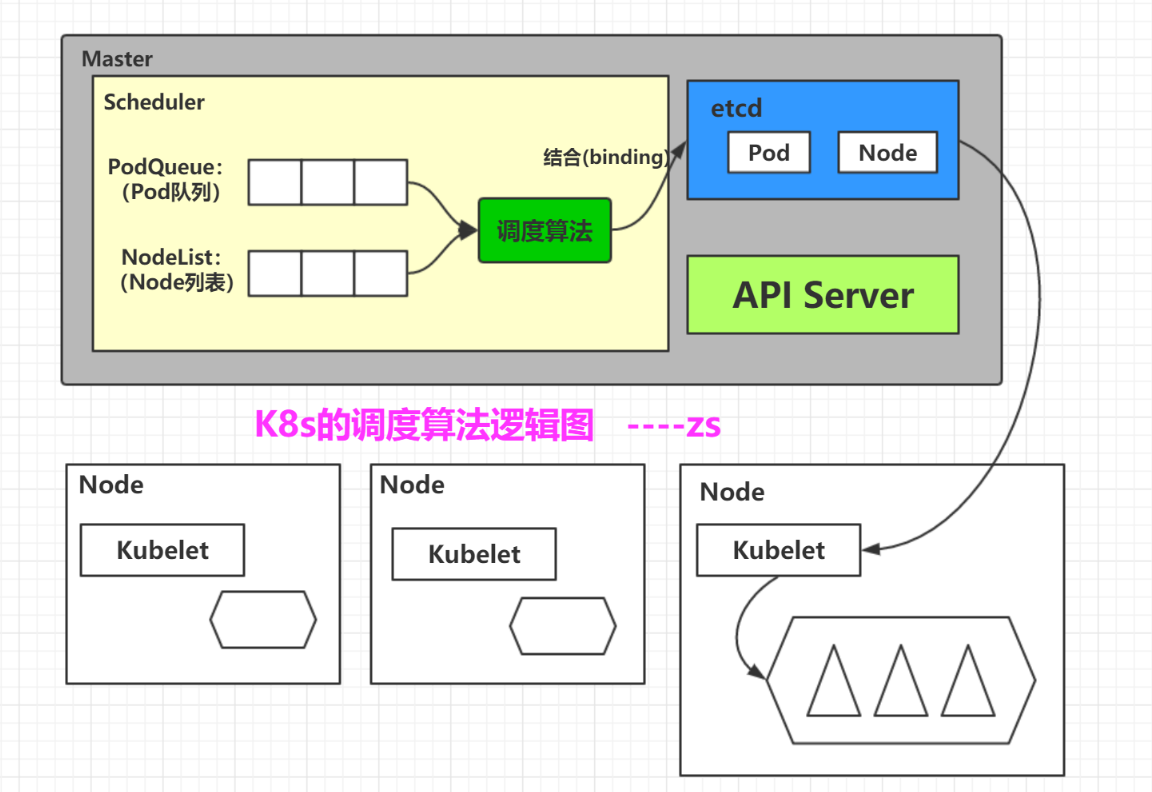 Master
Scheduler
PodQueue：
（Pod队列）
NodeList：
（Node列表）
调度算法
结合(binding)
etcd
Pod
Node
API Server
K8s的调度算法逻辑图 ----zs
Node
Kubelet
Node
Kubelet
Node
Kubelet